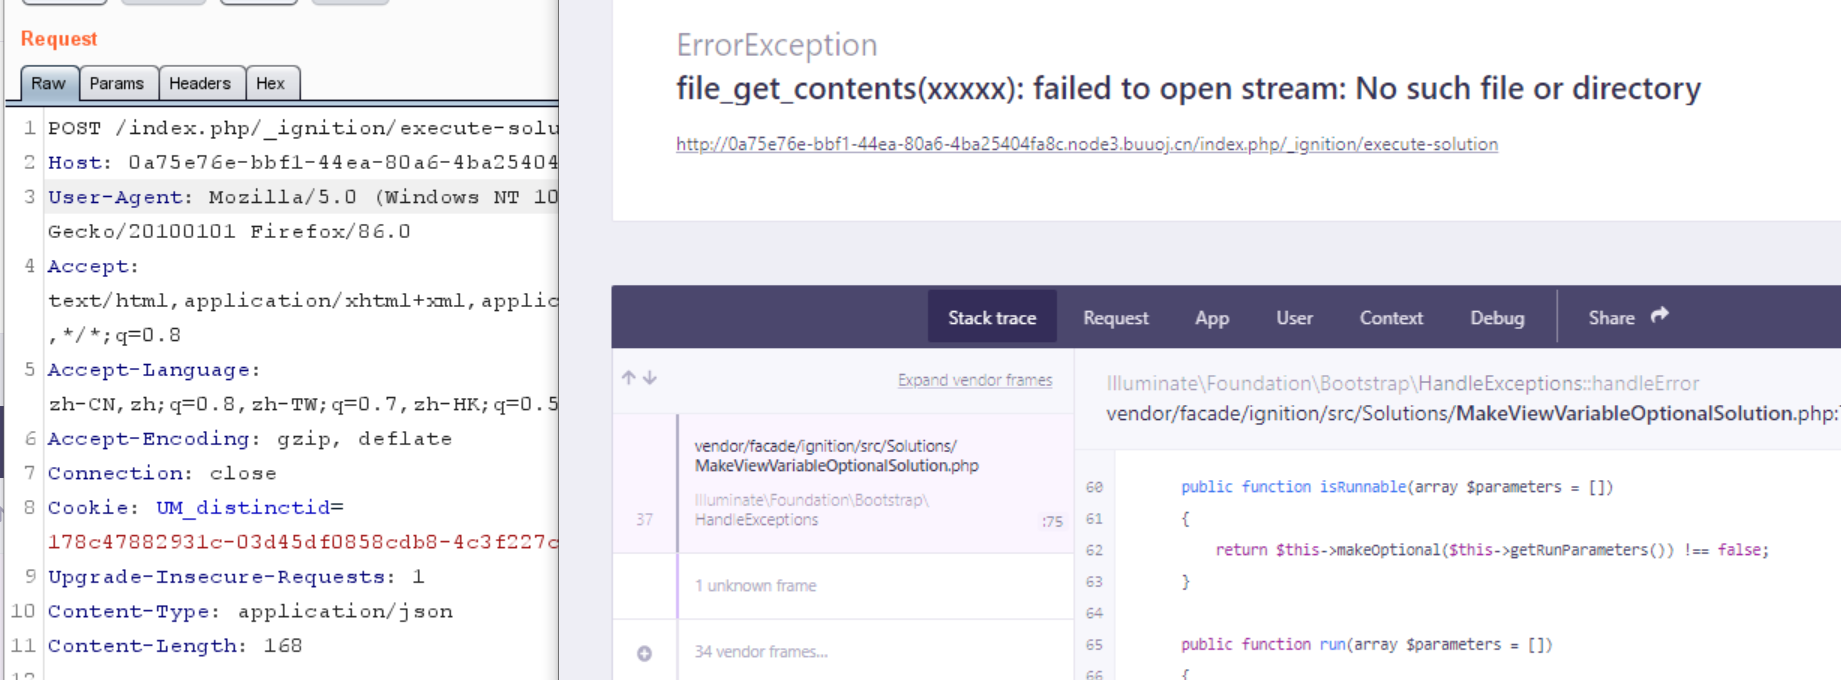 Request
Raw Params Headers Hex
1 POST /index.php/_ignition/execute-solu
2 Host: 0a75e76e-bbf1-44ea-80a6-4ba25404
3 User-Agent: Mozilla/5.0 (Windows NT 10
Gecko/20100101 Firefox/86.0
4 Accept:
text/html,application/xhtml+xml,applic
,*/*;q=0.8
5 Accept-Language:
zh-CN,zh;q=0.8,zh-TW;q=0.7,zh-HK;q=0.5
6 Accept-Encoding: gzip, deflate
7 Connection: close
8 Cookie: UM_distinctid=
178c47882931c-03d45df0858cdb8-4c3f227c
9 Upgrade-Insecure-Requests: 1
10 Content-Type: application/json
11 Content-Length: 168
12
ErrorException
file_get_contents(xxxxx): failed to open stream: No such file or directory
http://0a75e76e-bbf1-44ea-80a6-4ba25404fa8c.node3.buuoj.cn/index.php/_ignition/execute-solution
Stack trace Request App User Context Debug Share
Expand vendor frames
vendor/facade/ignition/src/Solutions/
MakeViewVariableOptionalSolution.php
Illuminate\Foundation\Bootstrap\
37 HandleExceptions :75
1 unknown frame
34 vendor frames...
Illuminate\Foundation\Bootstrap\HandleExceptions::handleError
vendor/facade/ignition/src/Solutions/MakeViewVariableOptionalSolution.php:
60 public function isRunnable(array $parameters = [])
61 {
62 return $this->makeOptional($this->getRunParameters()) !== false;
63 }
64
65 public function run(array $parameters = [])
66 {